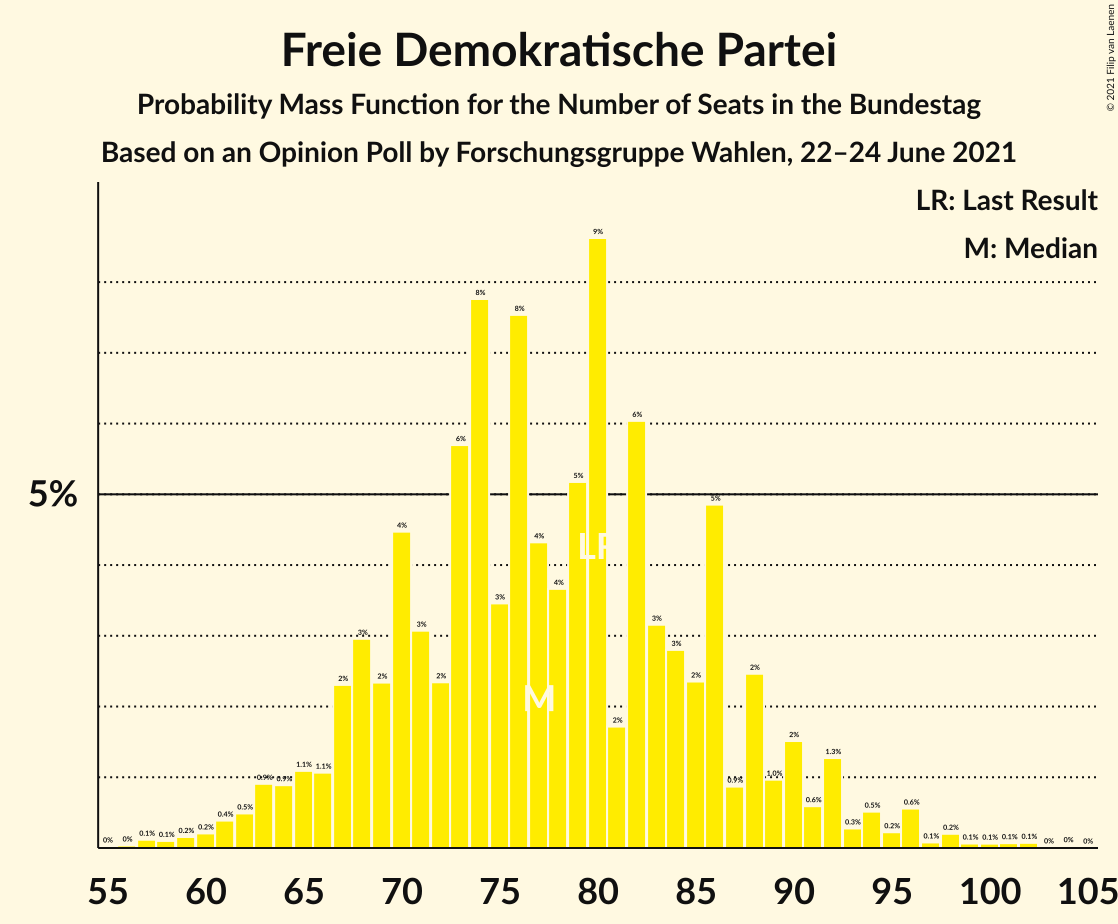 Freie Demokratische Partei
Probability Mass Function for the Number of Seats in the Bundestag
Based on an Opinion Poll by Forschungsgruppe Wahlen, 22–24 June 2021
© 2021 Filip van Laenen
LR: Last Result
M: Median
5%
0% 0% 0.1% 0.1% 0.2% 0.2% 0.4% 0.5% 0.9% 0.9% 1.1% 1.1% 2% 3% 2% 4% 3% 2% 6% 8% 3% 8% 4% 4% 5% 9% 2% 6% 3% 3% 2% 5% 0.9% 2% 1.0% 2% 0.6% 1.3% 0.3% 0.5% 0.2% 0.6% 0.1% 0.2% 0.1% 0.1% 0.1% 0.1% 0% 0% 0%
LR
M
55 60 65 70 75 80 85 90 95 100 105